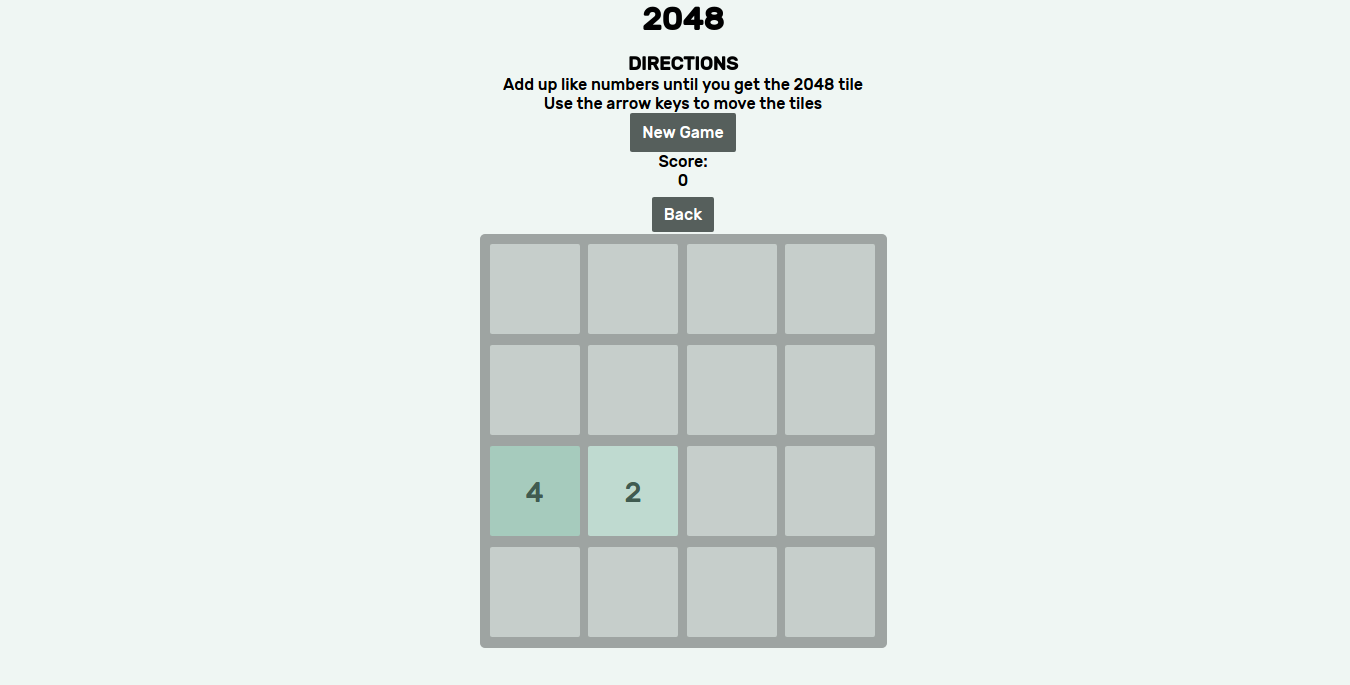 2048
DIRECTIONS
Add up like numbers until you get the 2048 tile
Use the arrow keys to move the tiles
New Game
Score:
0
Back
4 2